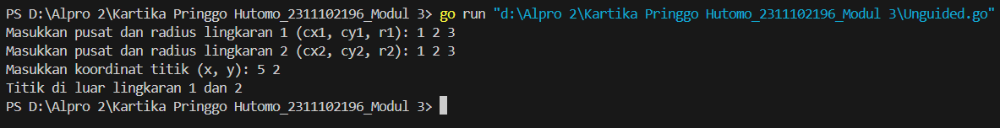 PS D:\Alpro 2\Kartika Pringgo Hutomo_2311102196_Modul 3> go run "d:\Alpro 2\Kartika Pringgo Hutomo_2311102196_Modul 3\Unguided.go"
Masukkan pusat dan radius lingkaran 1 (cx1, cy1, r1): 1 2 3
Masukkan pusat dan radius lingkaran 2 (cx2, cy2, r2): 1 2 3
Masukkan koordinat titik (x, y): 5 2
Titik di luar lingkaran 1 dan 2
PS D:\Alpro 2\Kartika Pringgo Hutomo_2311102196_Modul 3>